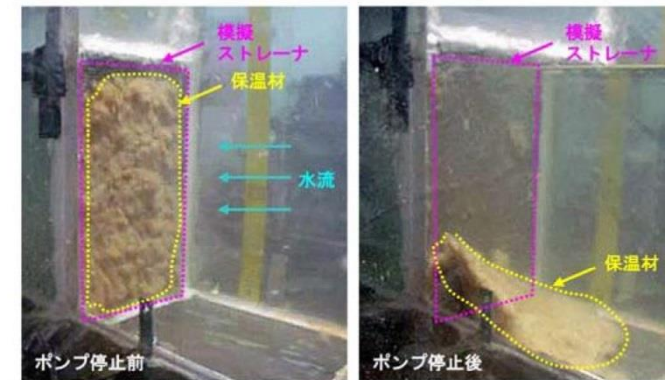 模擬
ストレーナ
保温材
水流
ポンプ停止前
模擬
ストレーナ
保温材
ポンプ停止後